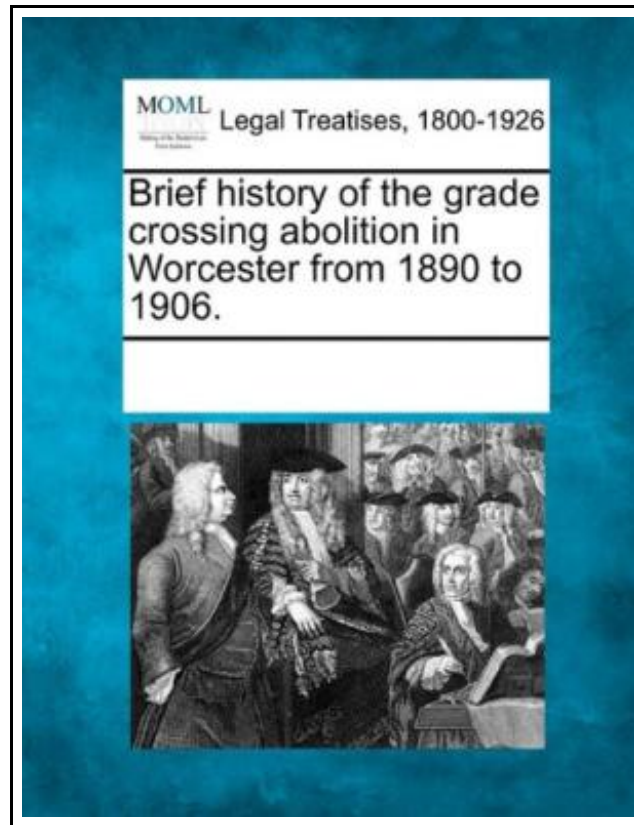 MOML
Legal Treatises, 1800-1926
Brief history of the grade
crossing abolition in
Worcester from 1890 to
1906.